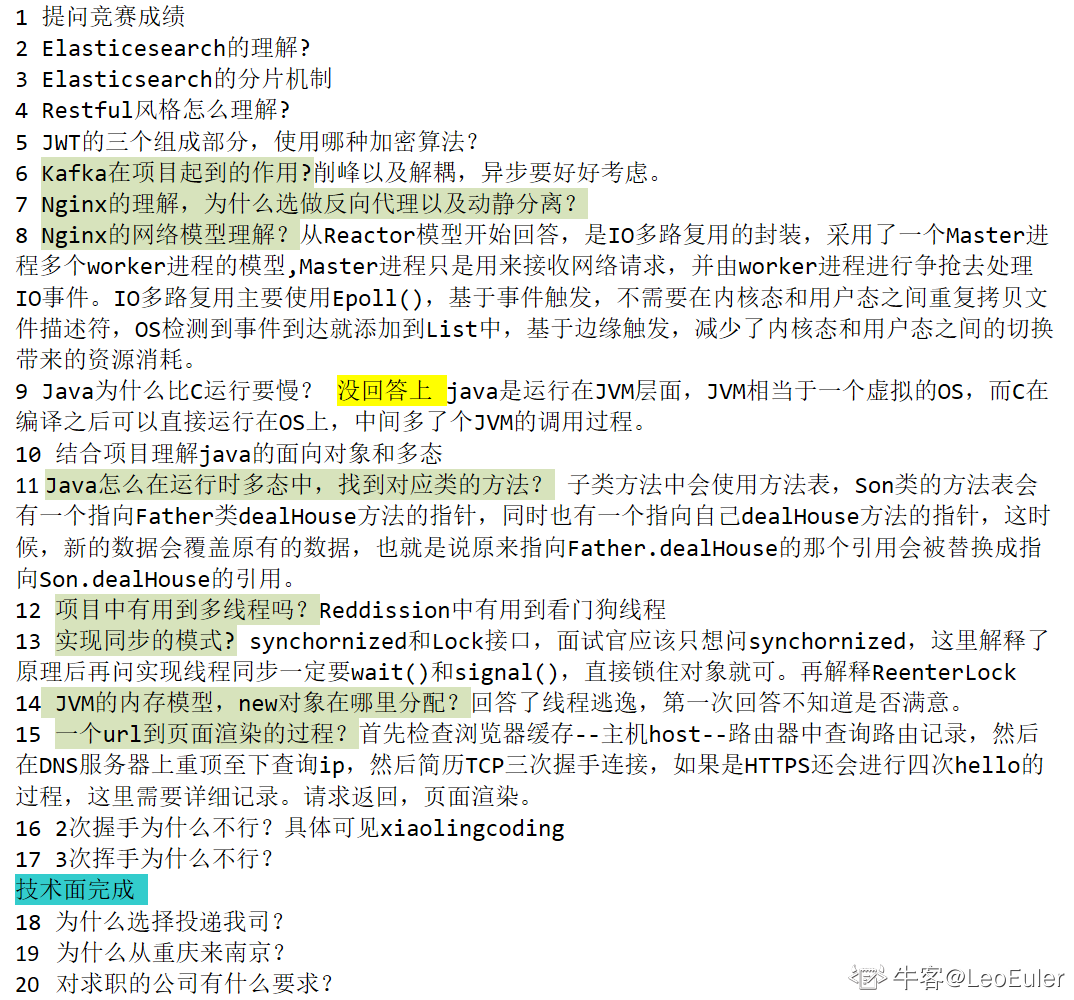 1 提问竞赛成绩
2 Elasticesearch的理解?
3 Elasticsearch的分片机制
4 Restful风格怎么理解?
5 JWT的三个组成部分，使用哪种加密算法？
6 Kafka在项目起到的作用?削峰以及解耦，异步要好好考虑。
7 Nginx的理解，为什么选做反向代理以及动静分离？
8 Nginx的网络模型理解？从Reactor模型开始回答，是IO多路复用的封装，采用了一个Master进
程多个worker进程的模型,Master进程只是用来接收网络请求，并由worker进程进行争抢去处理
IO事件。IO多路复用主要使用Epoll()，基于事件触发，不需要在内核态和用户态之间重复拷贝文
件描述符，OS检测到事件到达就添加到List中，基于边缘触发，减少了内核态和用户态之间的切换
带来的资源消耗。
9 Java为什么比C运行要慢？ 没回答上 java是运行在JVM层面，JVM相当于一个虚拟的OS，而C在
编译之后可以直接运行在OS上，中间多了个JVM的调用过程。
10 结合项目理解java的面向对象和多态
11 Java怎么在运行时多态中，找到对应类的方法？ 子类方法中会使用方法表，Son类的方法表会
有一个指向Father类dealHouse方法的指针，同时也有一个指向自己dealHouse方法的指针，这时
候，新的数据会覆盖原有的数据，也就是说原来指向Father.dealHouse的那个引用会被替换成指
向Son.dealHouse的引用。
12 项目中有用到多线程吗？Reddission中有用到看门狗线程
13 实现同步的模式? synchornized和Lock接口，面试官应该只想问synchornized，这里解释了
原理后再问实现线程同步一定要wait()和signal()，直接锁住对象就可。再解释ReenterLock
14 JVM的内存模型，new对象在哪里分配？回答了线程逃逸，第一次回答不知道是否满意。
15 一个url到页面渲染的过程？首先检查浏览器缓存--主机host--路由器中查询路由记录，然后
在DNS服务器上重顶至下查询ip，然后简历TCP三次握手连接，如果是HTTPS还会进行四次hello的
过程，这里需要详细记录。请求返回，页面渲染。
16 2次握手为什么不行？具体可见xiaolingcoding
17 3次挥手为什么不行？
技术面完成
18 为什么选择投递我司？
19 为什么从重庆来南京？
20 对求职的公司有什么要求？
牛客@LeoEuler